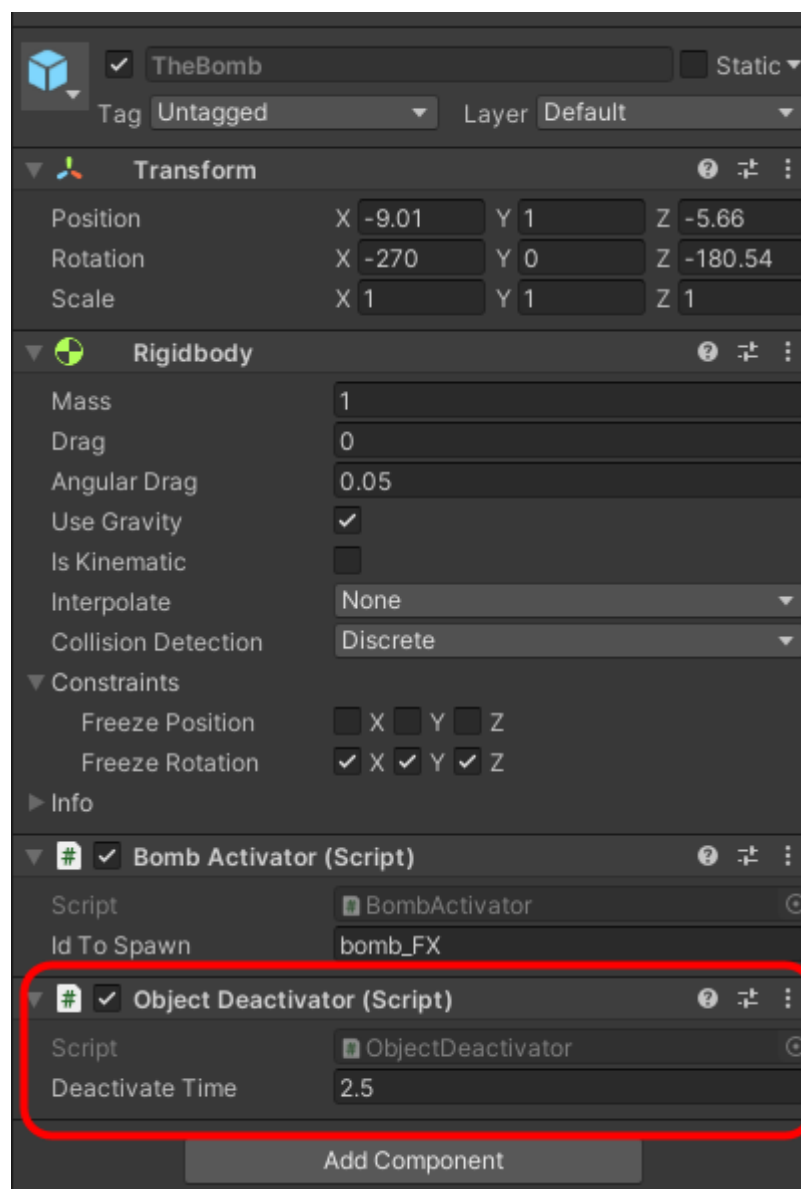 TheBomb Static
Tag Untagged Layer Default
Transform
Position X -9.01 Y 1 Z -5.66
Rotation X -270 Y 0 Z -180.54
Scale X 1 Y 1 Z 1
Rigidbody
Mass 1
Drag 0
Angular Drag 0.05
Use Gravity
Is Kinematic
Interpolate None
Collision Detection Discrete
Constraints
Freeze Position X Y Z
Freeze Rotation X Y Z
Info
# Bomb Activator (Script)
Script # BombActivator
Id To Spawn bomb_FX
# Object Deactivator (Script)
Script # ObjectDeactivator
Deactivate Time 2.5
Add Component